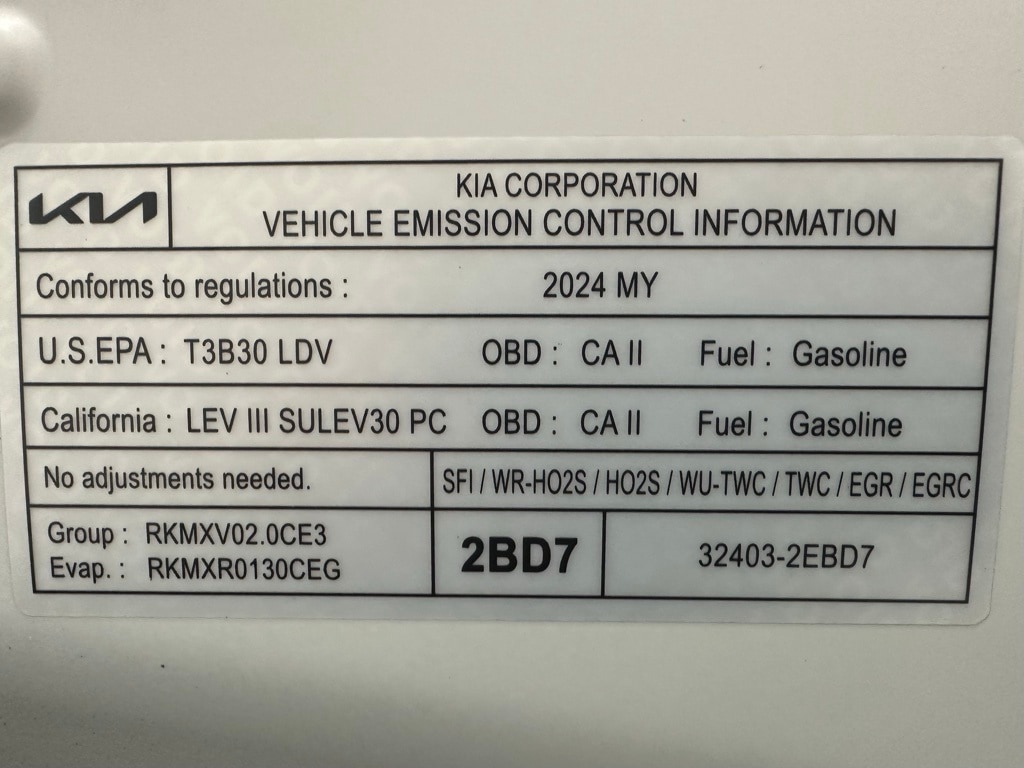 KIA
KIA CORPORATION
VEHICLE EMISSION CONTROL INFORMATION
Conforms to regulations : 2024 MY
U.S.EPA : T3B30 LDV OBD : CA II Fuel : Gasoline
California : LEV III SULEV30 PC OBD : CA II Fuel : Gasoline
No adjustments needed. SFI / WR-HO2S / HO2S / WU-TWC / TWC / EGR / EGRC
Group : RKMXV02.0CE3
Evap. : RKMXR0130CEG
2BD7
32403-2EBD7